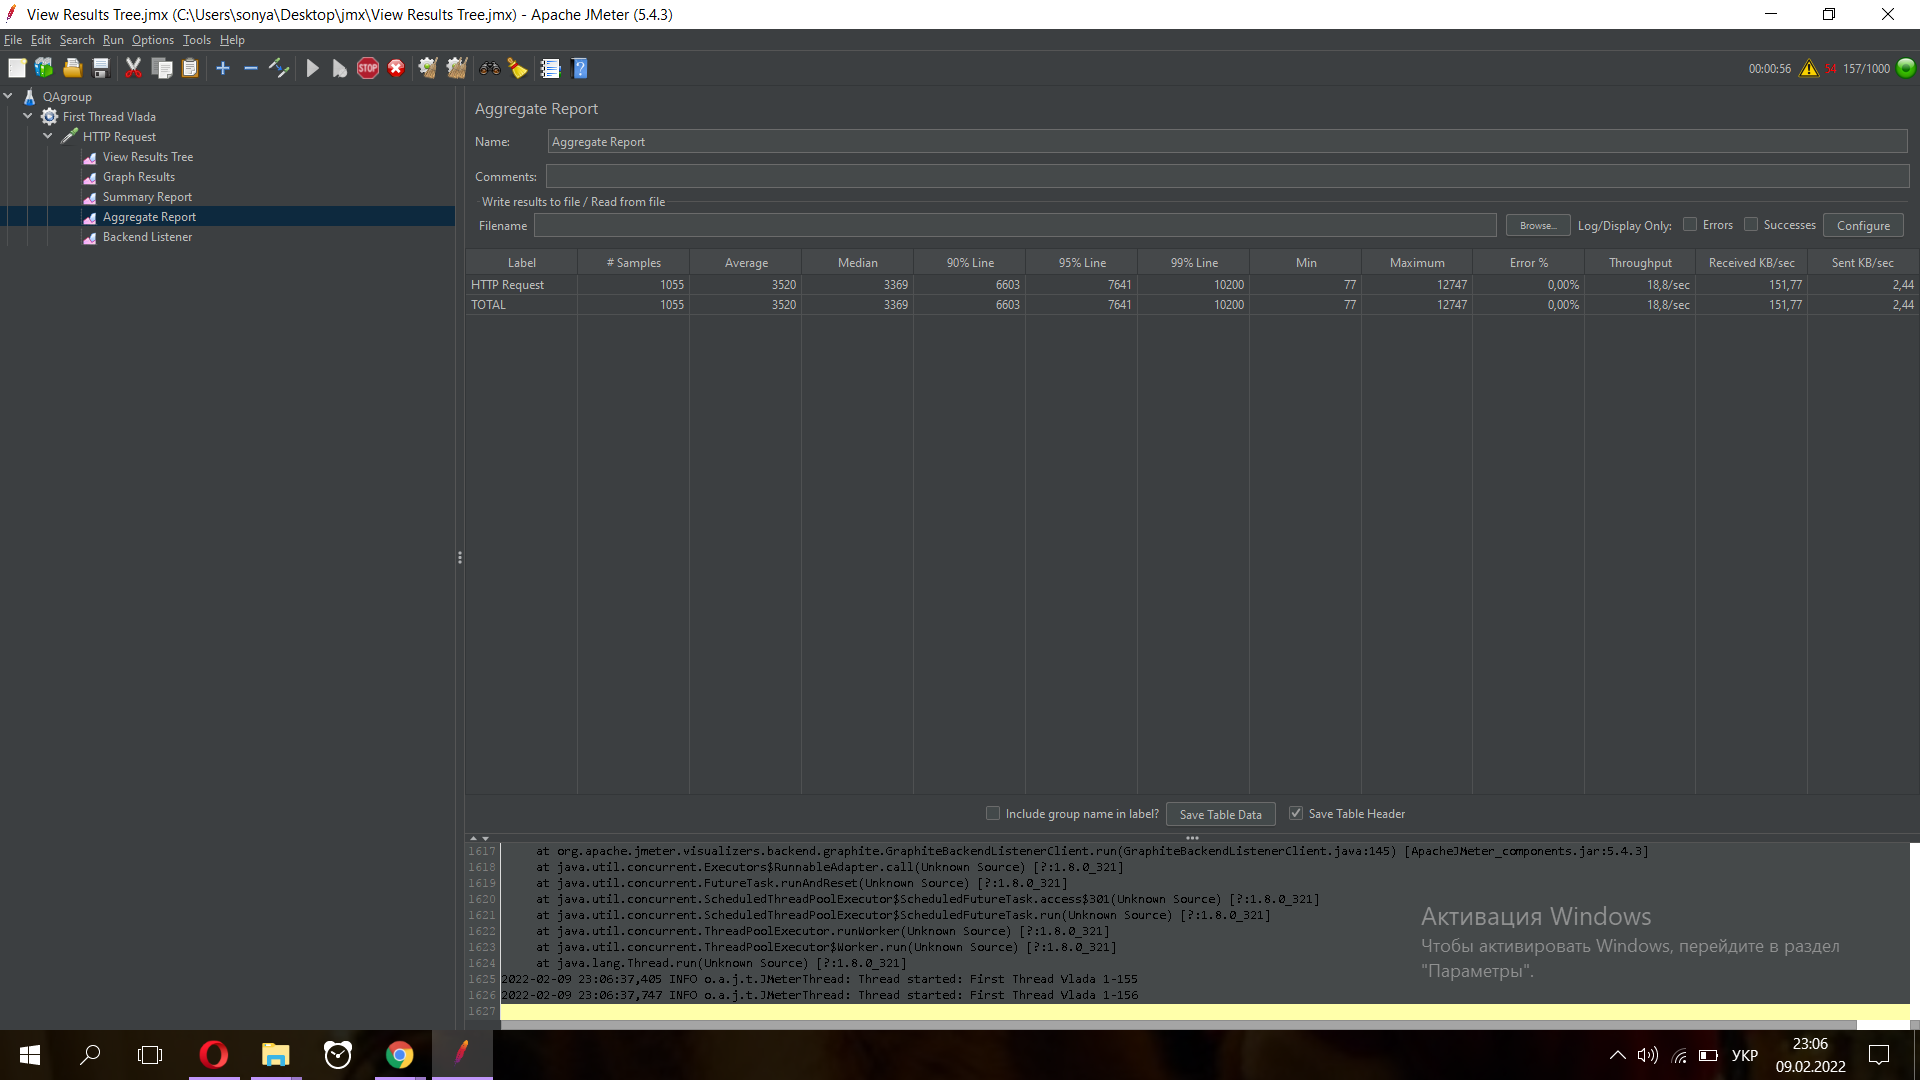 View Results Tree.jmx (C:\Users\sonya\Desktop\jmx\View Results Tree.jmx) - Apache JMeter (5.4.3)
File Edit Search Run Options Tools Help
STOP
00:00:56 54 157/1000
QAgroup
First Thread Vlada
HTTP Request
View Results Tree
Graph Results
Summary Report
Aggregate Report
Backend Listener
Aggregate Report
Name: Aggregate Report
Comments:
Write results to file / Read from file
Filename Browse... Log/Display Only: Errors Successes Configure
Label # Samples Average Median 90% Line 95% Line 99% Line Min Maximum Error % Throughput Received KB/sec Sent KB/sec
HTTP Request 1055 3520 3369 6603 7641 10200 77 12747 0,00% 18,8/sec 151,77 2,44
TOTAL 1055 3520 3369 6603 7641 10200 77 12747 0,00% 18,8/sec 151,77 2,44
Include group name in label? Save Table Data Save Table Header
1617 at org.apache.jmeter.visualizers.backend.graphite.GraphiteBackendListenerClient.run(GraphiteBackendListenerClient.java:145) [ApacheJMeter_components.jar:5.4.3]
1618 at java.util.concurrent.Executors$RunnableAdapter.call(Unknown Source) [?:1.8.0_321]
1619 at java.util.concurrent.FutureTask.runAndReset(Unknown Source) [?:1.8.0_321]
1620 at java.util.concurrent.ScheduledThreadPoolExecutor$ScheduledFutureTask.access$301(Unknown Source) [?:1.8.0_321]
1621 at java.util.concurrent.ScheduledThreadPoolExecutor$ScheduledFutureTask.run(Unknown Source) [?:1.8.0_321]
1622 at java.util.concurrent.ThreadPoolExecutor.runWorker(Unknown Source) [?:1.8.0_321]
1623 at java.util.concurrent.ThreadPoolExecutor$Worker.run(Unknown Source) [?:1.8.0_321]
1624 at java.lang.Thread.run(Unknown Source) [?:1.8.0_321]
1625 2022-02-09 23:06:37,405 INFO o.a.j.t.JMeterThread: Thread started: First Thread Vlada 1-155
1626 2022-02-09 23:06:37,747 INFO o.a.j.t.JMeterThread: Thread started: First Thread Vlada 1-156
1627
Активация Windows
Чтобы активировать Windows, перейдите в раздел
"Параметры".
УКР
23:06
09.02.2022